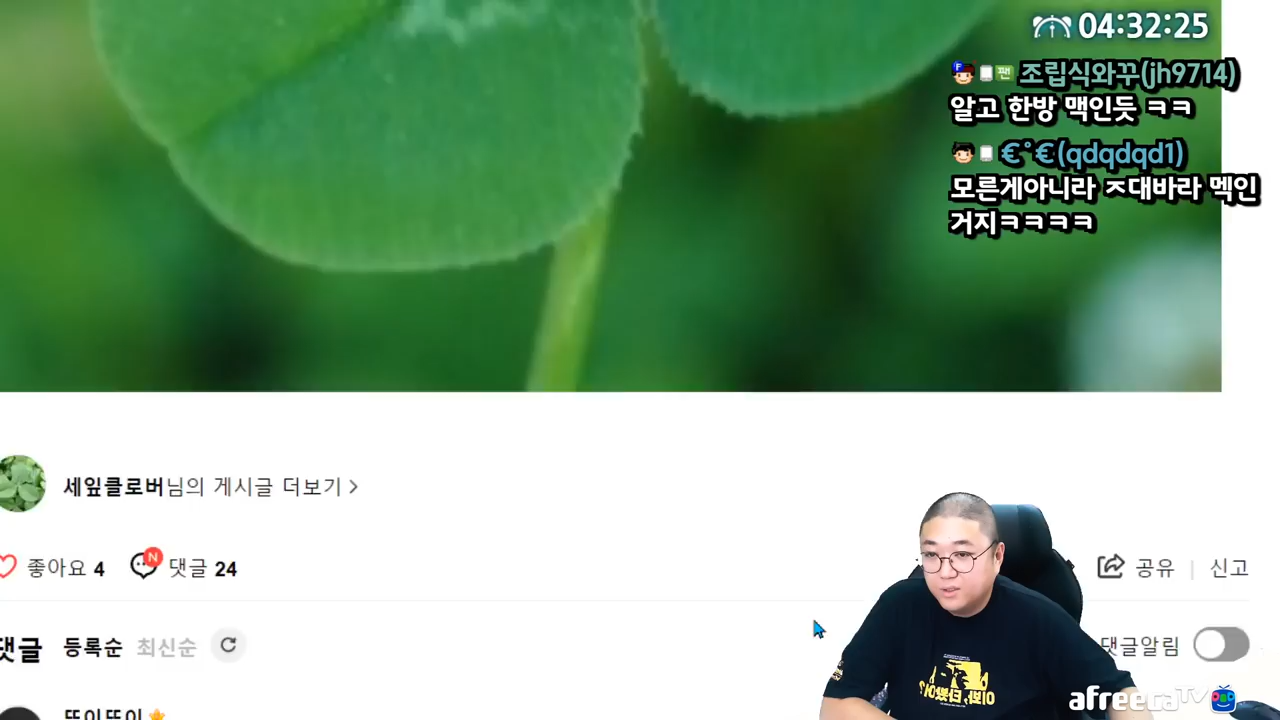 04:32:25
F 팬 조립식와꾸(jh9714)
알고 한방 맥인듯 ㅋㅋ
€˚€(qdqdqd1)
모른게아니라 ㅈ대바라 멕인
거지ㅋㅋㅋㅋ
세잎클로버님의 게시글 더보기 >
좋아요 4 N 댓글 24
공유 | 신고
댓글 등록순 최신순
댓글알림
afreecaTV